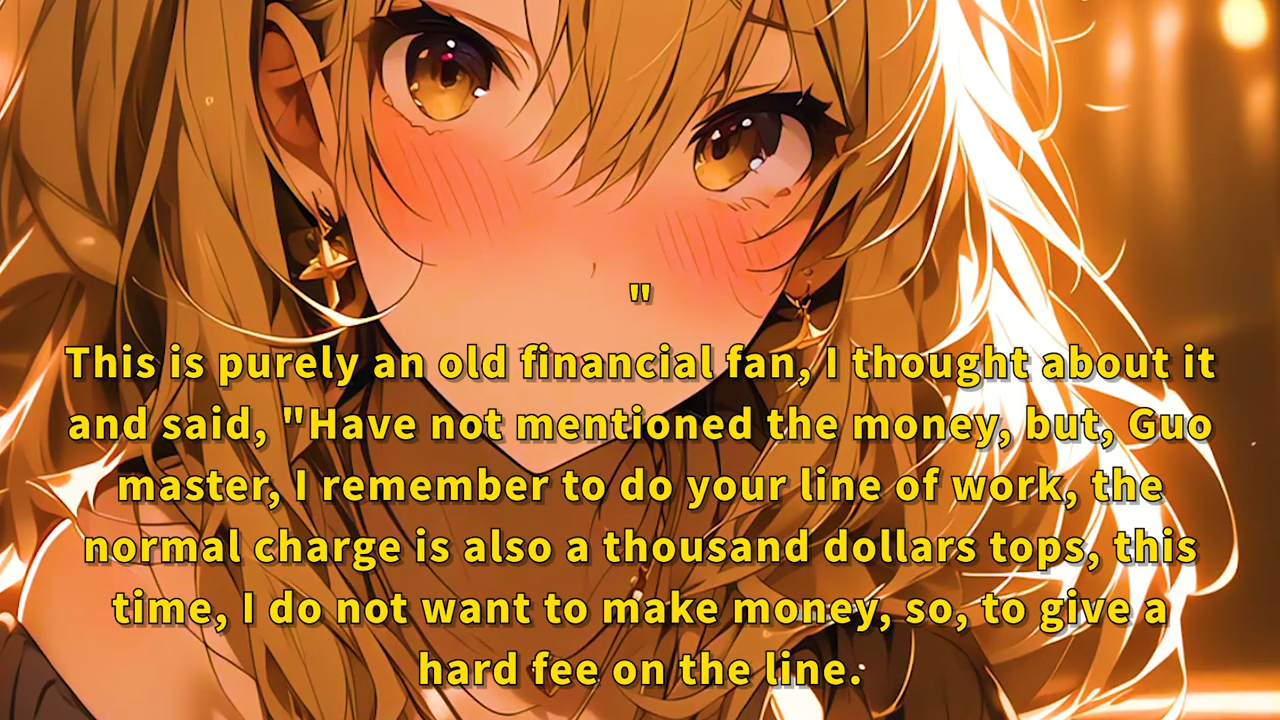 "
This is purely an old financial fan, I thought about it
and said, "Have not mentioned the money, but, Guo
master, I remember to do your line of work, the
normal charge is also a thousand dollars tops, this
time, I do not want to make money, so, to give a
hard fee on the line.